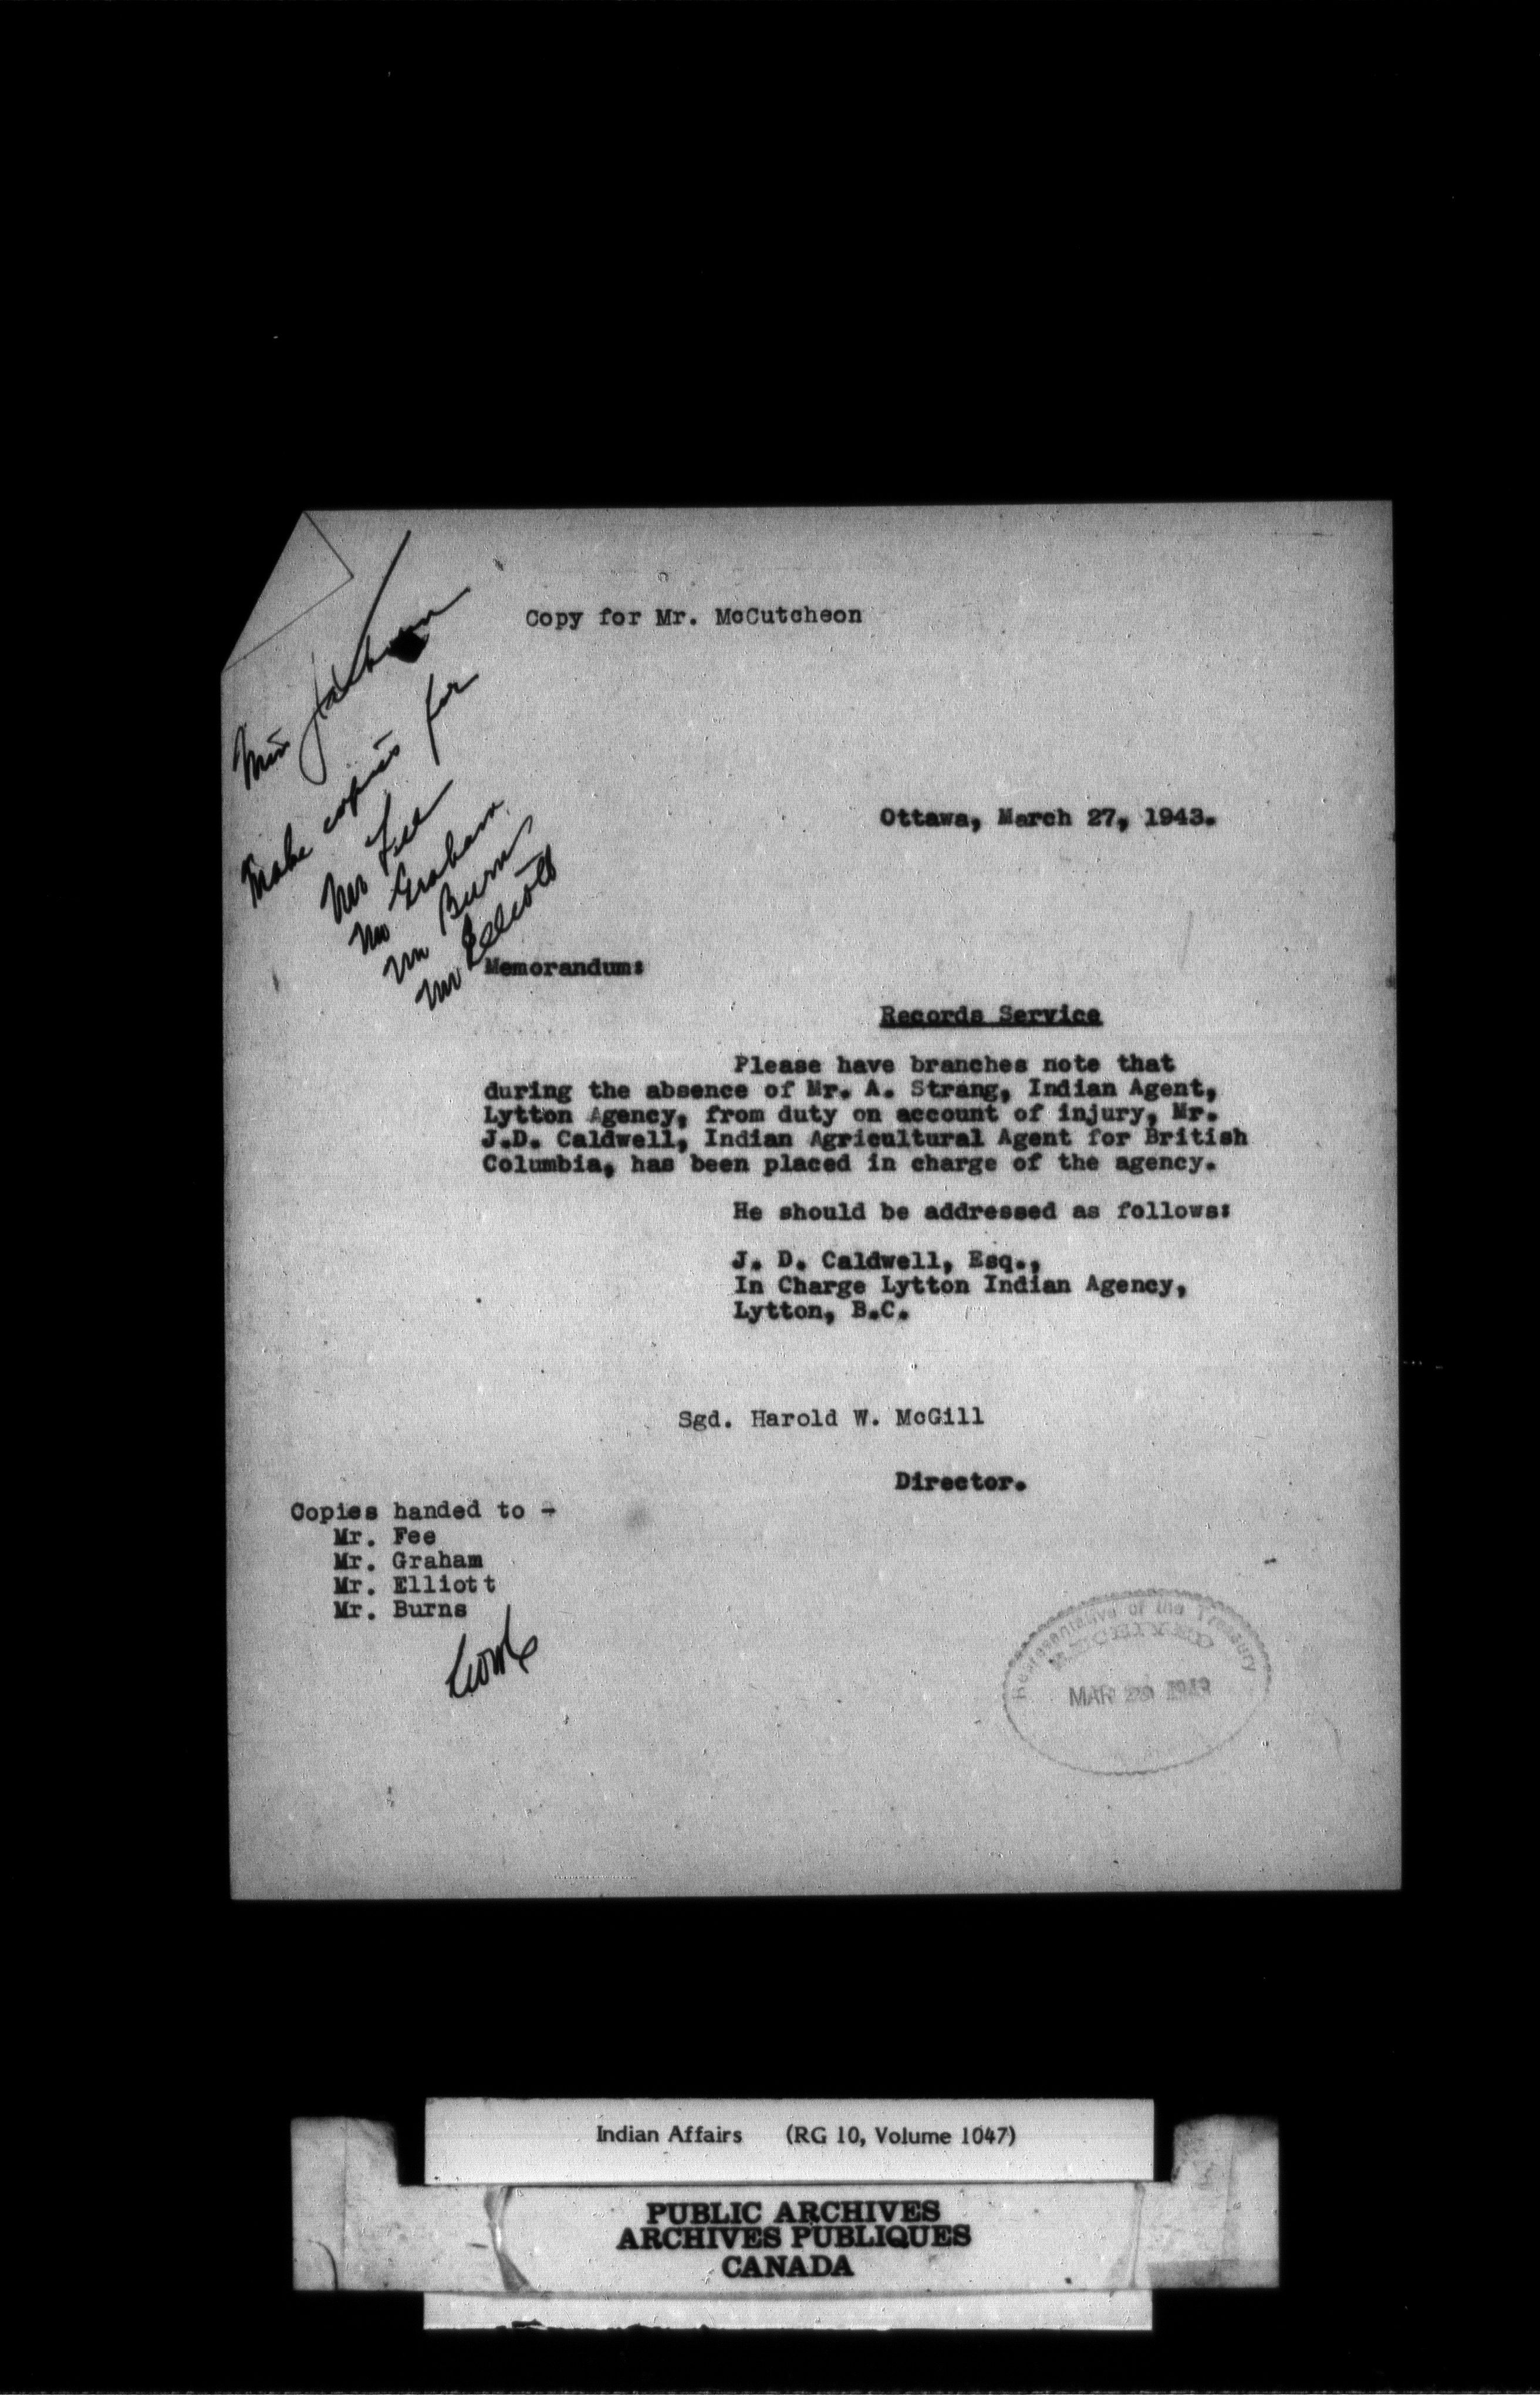 Copy for Mr. McCutcheon
Miss
Make copies for
Mr Fee
Mr Graham
Mr Burns
Mr Elliott
Ottawa, March 27, 1943.
Memorandum:
Records Service
Please have branches note that
during the absence of Mr. A. Strang, Indian Agent,
Lytton Agency, from duty on account of injury, Mr.
J.D. Caldwell, Indian Agricultural Agent for British
Columbia, has been placed in charge of the agency.
He should be addressed as follows:
J. D. Caldwell, Esq.,
In Charge Lytton Indian Agency,
Lytton, B.C.
Sgd. Harold W. McGill
Director.
Copies handed to -
Mr. Fee
Mr. Graham
Mr. Elliott
Mr. Burns
Representative of the Treasury
RECEIVED
MAR 1943
Indian Affairs (RG 10, Volume 1047)
PUBLIC ARCHIVES
ARCHIVES PUBLIQUES
CANADA